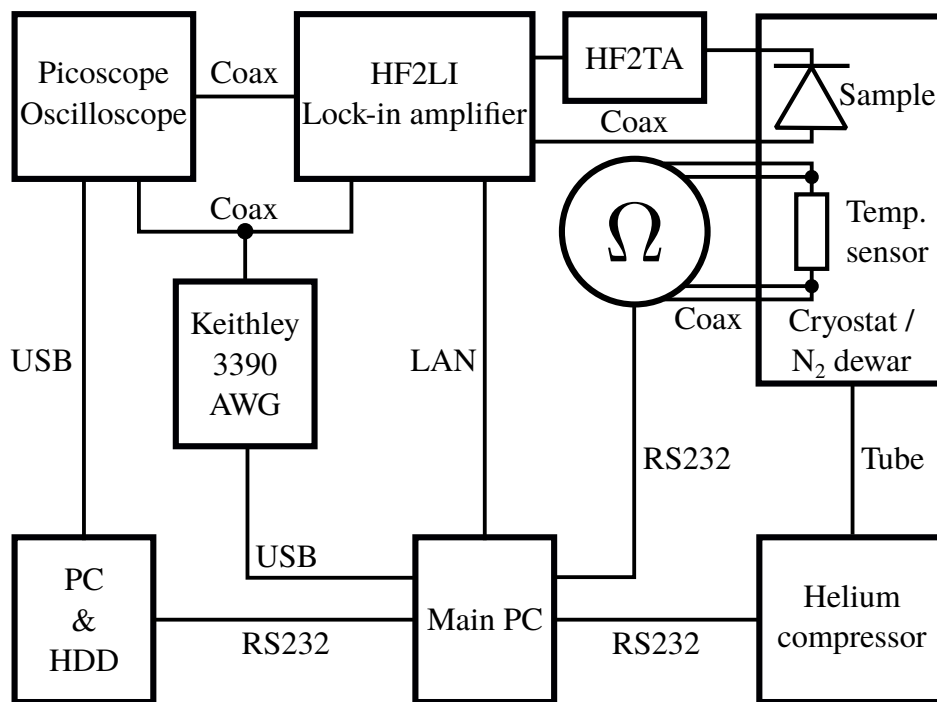 Picoscope
Oscilloscope
Coax
HF2LI
Lock-in amplifier
HF2TA
Coax
Sample
Coax
Ω
Temp.
sensor
Coax
Cryostat /
N₂ dewar
Keithley
3390
AWG
USB
LAN
RS232
Tube
USB
PC
&
HDD
RS232
Main PC
RS232
Helium
compressor